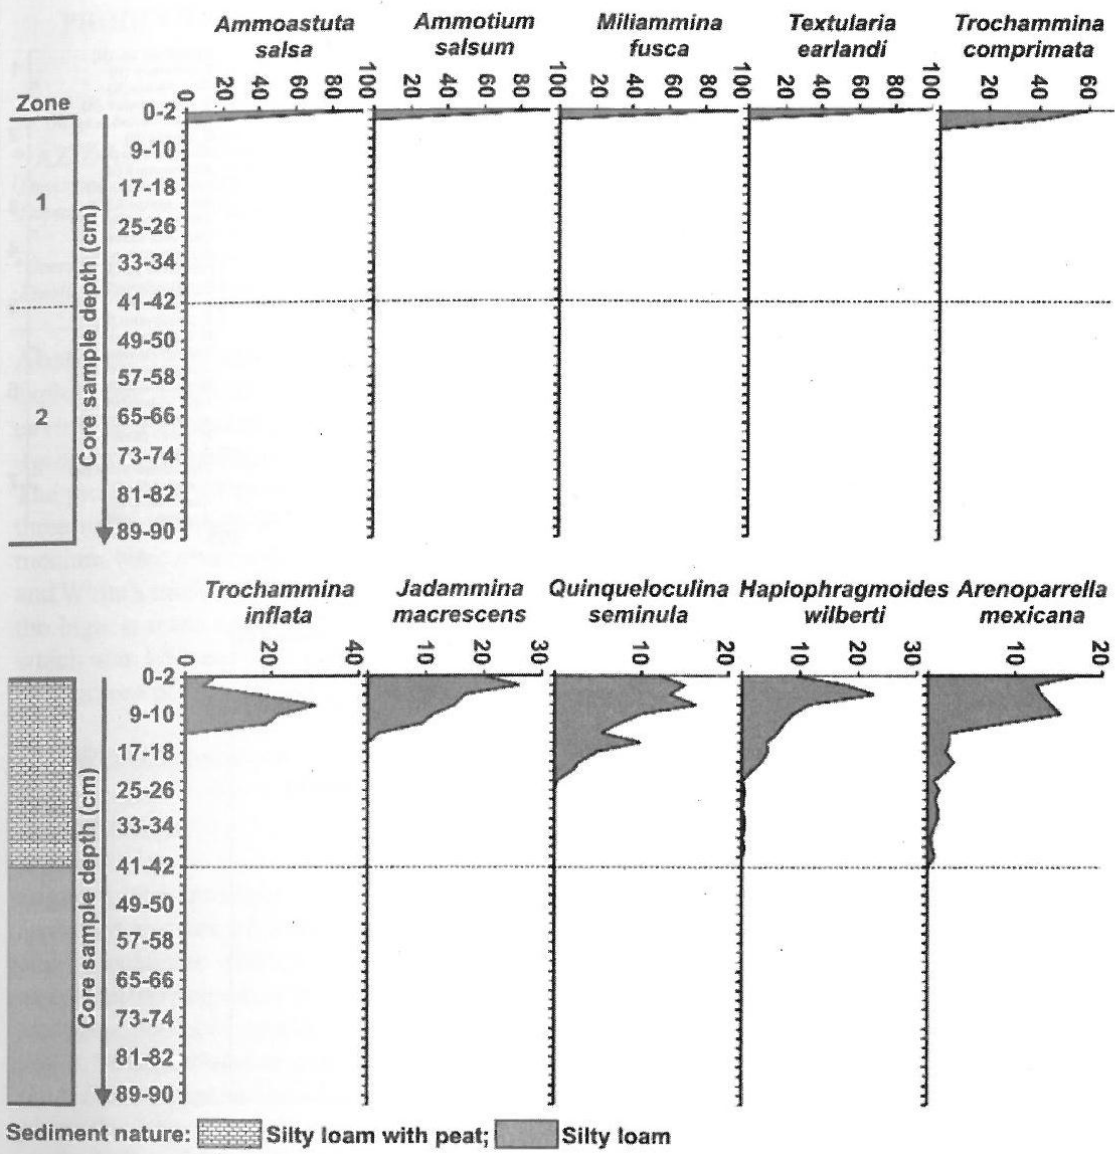 Ammoastuta Ammotium Miliammina Textularia Trochammina
salsa salsum fusca earlandi comprimata
0 20 40 60 80 100 20 40 60 80 100 20 40 60 80 100 20 40 60 80 100 20 40 60
Zone
0-2
9-10
17-18
1
25-26
33-34
41-42
49-50
57-58
2
65-66
73-74
81-82
89-90
Core sample depth (cm)
Trochammina Jadammina Quinqueloculina Haplophragmoides Arenoparrella
inflata macrescens seminula wilberti mexicana
0 20 40 10 20 30 10 20 10 20 30 10 20
0-2
9-10
17-18
25-26
33-34
41-42
49-50
57-58
65-66
73-74
81-82
89-90
Core sample depth (cm)
Sediment nature: Silty loam with peat; Silty loam